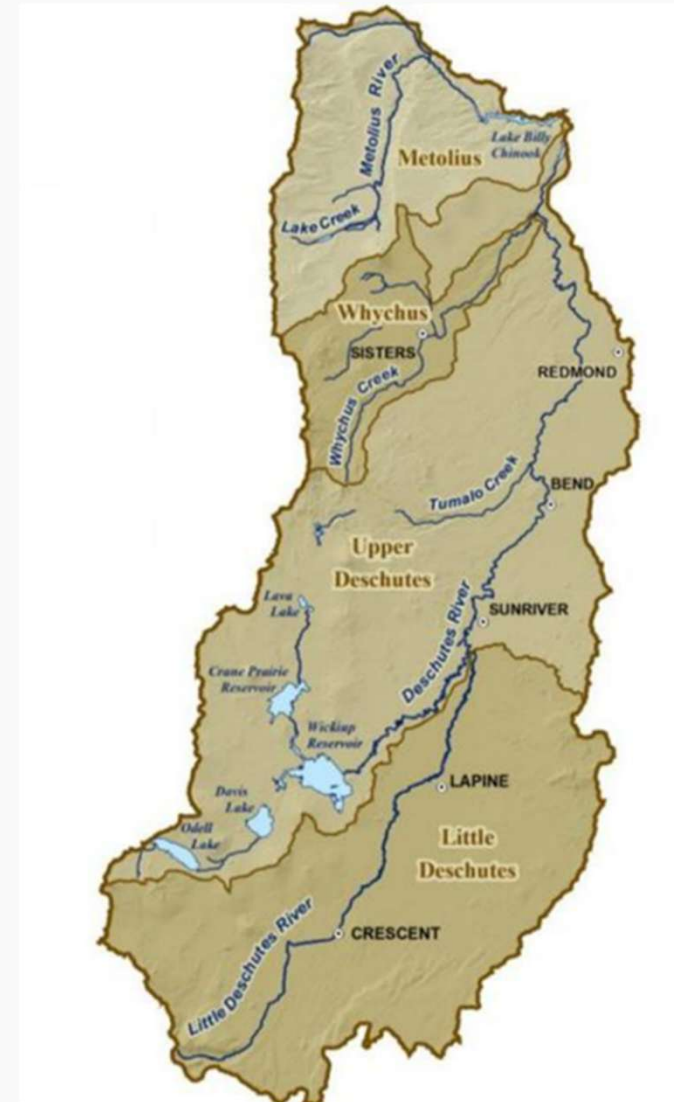 Metolius River
Lake Billy
Chinook
Metolius
Lake Creek
Whychus
SISTERS
REDMOND
Whychus Creek
Tumalo Creek
BEND
Upper
Deschutes
Lava
Lake
SUNRIVER
Deschutes River
Crane Prairie
Reservoir
Wickiup
Reservoir
LAPINE
Davis
Lake
Odell
Lake
Little
Deschutes
CRESCENT
Little Deschutes River